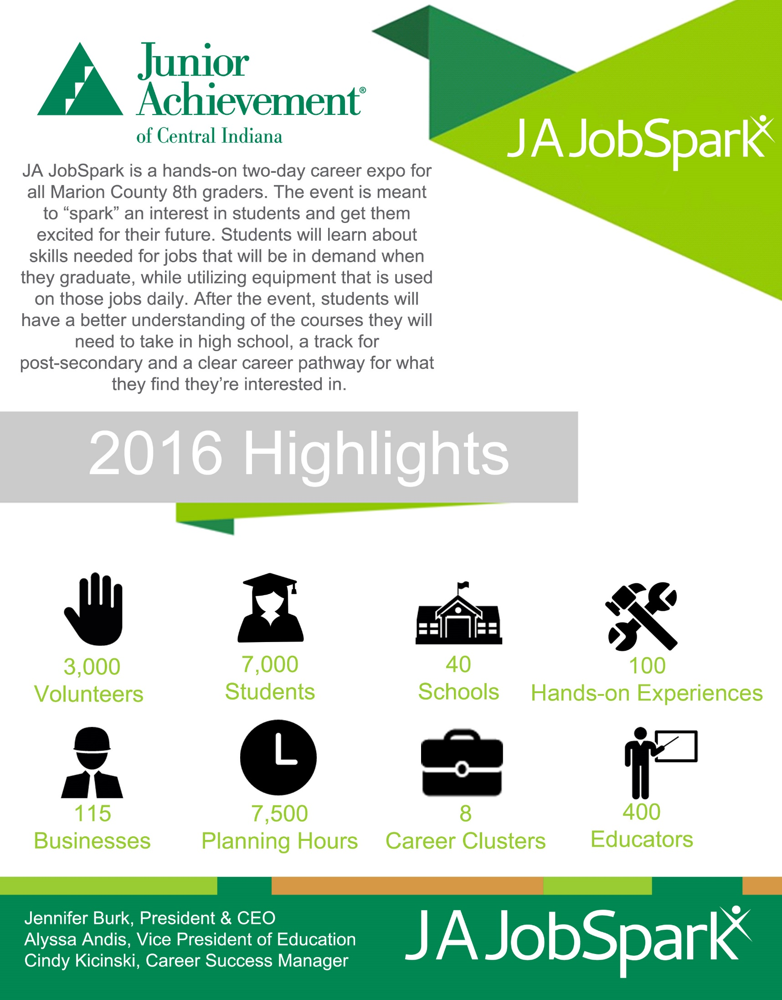 Junior
Achievement®
of Central Indiana
JA JobSpark
JA JobSpark is a hands-on two-day career expo for
all Marion County 8th graders. The event is meant
to “spark” an interest in students and get them
excited for their future. Students will learn about
skills needed for jobs that will be in demand when
they graduate, while utilizing equipment that is used
on those jobs daily. After the event, students will
have a better understanding of the courses they will
need to take in high school, a track for
post-secondary and a clear career pathway for what
they find they’re interested in.
2016 Highlights
3,000
Volunteers
7,000
Students
40
Schools
100
Hands-on Experiences
115
Businesses
7,500
Planning Hours
8
Career Clusters
400
Educators
Jennifer Burk, President & CEO
Alyssa Andis, Vice President of Education
Cindy Kicinski, Career Success Manager
JA JobSpark